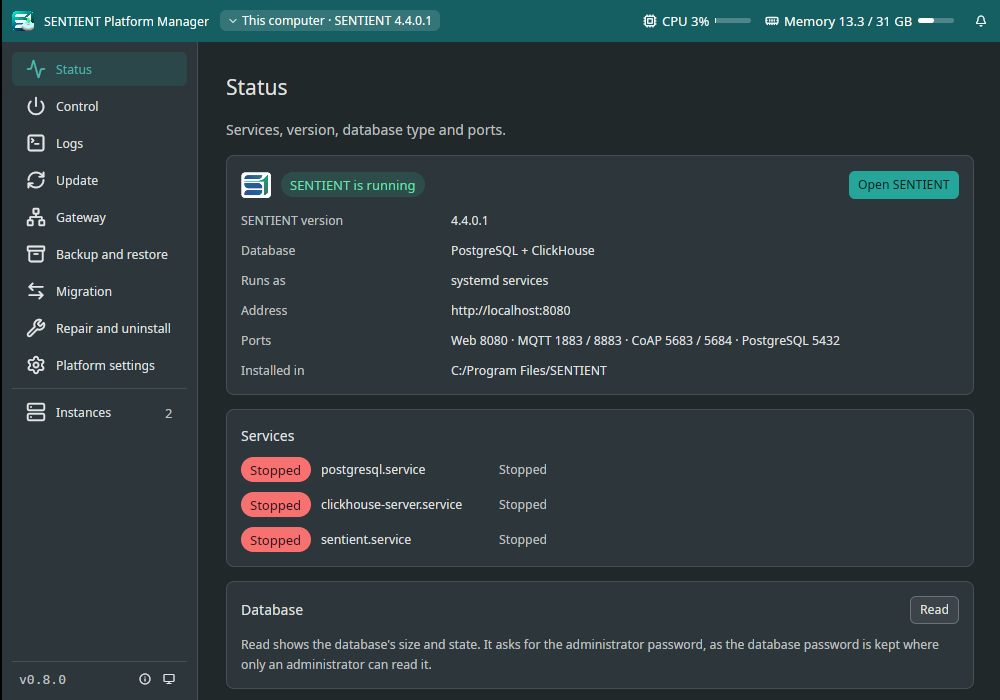 SENTIENT Platform Manager
This computer · SENTIENT 4.4.0.1
CPU 3%
Memory 13.3 / 31 GB
Status
Control
Logs
Update
Gateway
Backup and restore
Migration
Repair and uninstall
Platform settings
Instances 2
v0.8.0
Status
Services, version, database type and ports.
SENTIENT is running
Open SENTIENT
SENTIENT version 4.4.0.1
Database PostgreSQL + ClickHouse
Runs as systemd services
Address http://localhost:8080
Ports Web 8080 · MQTT 1883 / 8883 · CoAP 5683 / 5684 · PostgreSQL 5432
Installed in C:/Program Files/SENTIENT
Services
Stopped postgresql.service Stopped
Stopped clickhouse-server.service Stopped
Stopped sentient.service Stopped
Database
Read
Read shows the database's size and state. It asks for the administrator password, as the database password is kept where
only an administrator can read it.